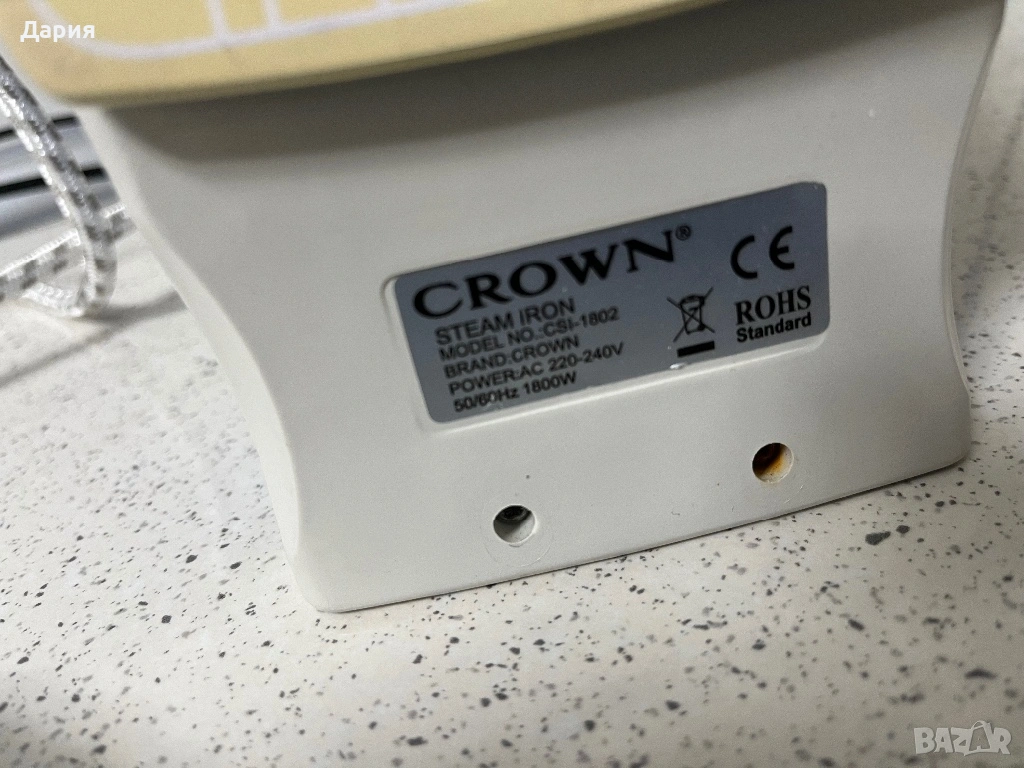 Дария
CROWN®
STEAM IRON
MODEL NO.:CSI-1802
BRAND:CROWN
POWER:AC 220-240V
50/60Hz 1800W
CE
ROHS
Standard
BAZAR